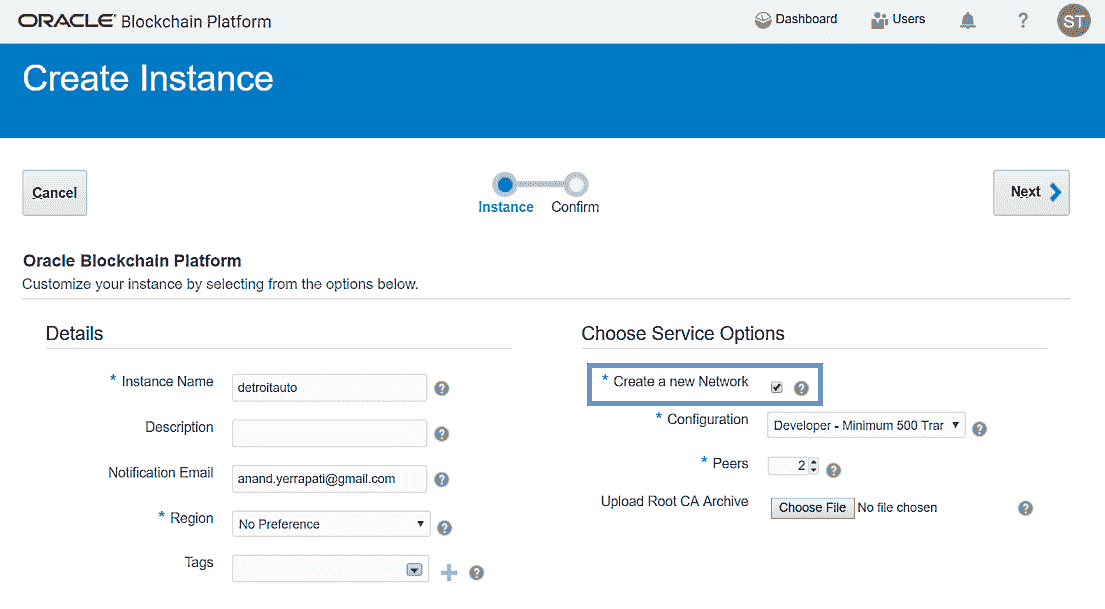 ORACLE® Blockchain Platform
Dashboard
Users
?
ST
Create Instance
Cancel
Instance
Confirm
Next
Oracle Blockchain Platform
Customize your instance by selecting from the options below.
Details
* Instance Name
detroitauto
?
Description
?
Notification Email
anand.yerrapati@gmail.com
?
* Region
No Preference
?
Tags
?
Choose Service Options
* Create a new Network
?
* Configuration
Developer - Minimum 500 Trar
?
* Peers
2
?
Upload Root CA Archive
Choose File No file chosen
?